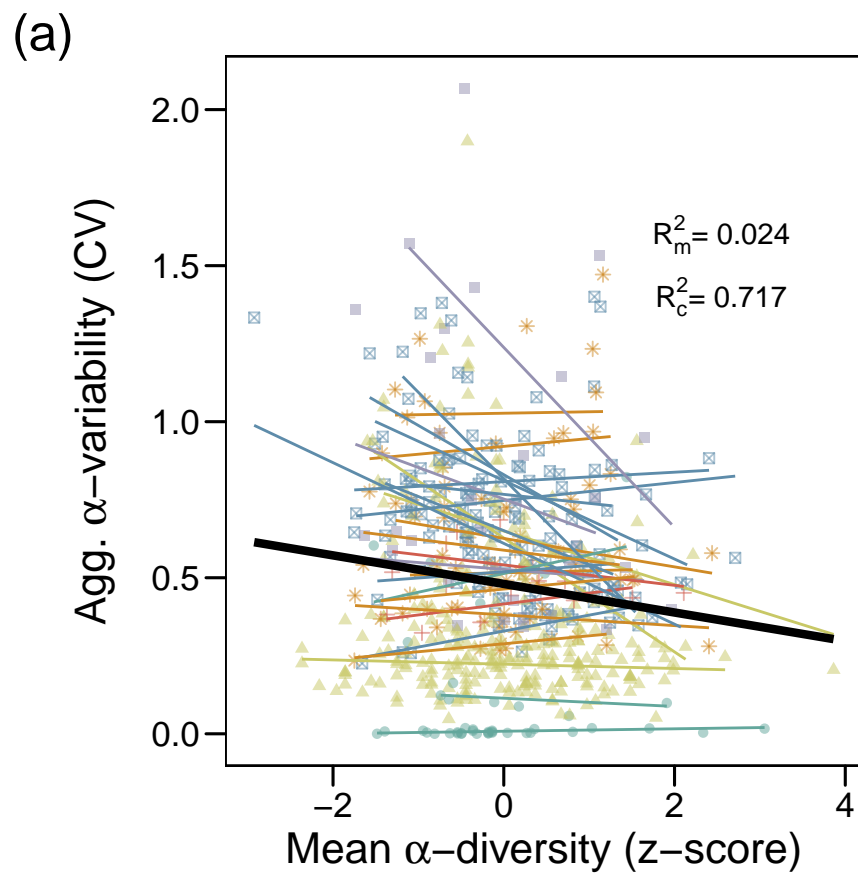 (a)
Agg. α−variability (CV)
2.0
1.5
1.0
0.5
0.0
R²m= 0.024
R²c= 0.717
−2 0 2 4
Mean α−diversity (z−score)